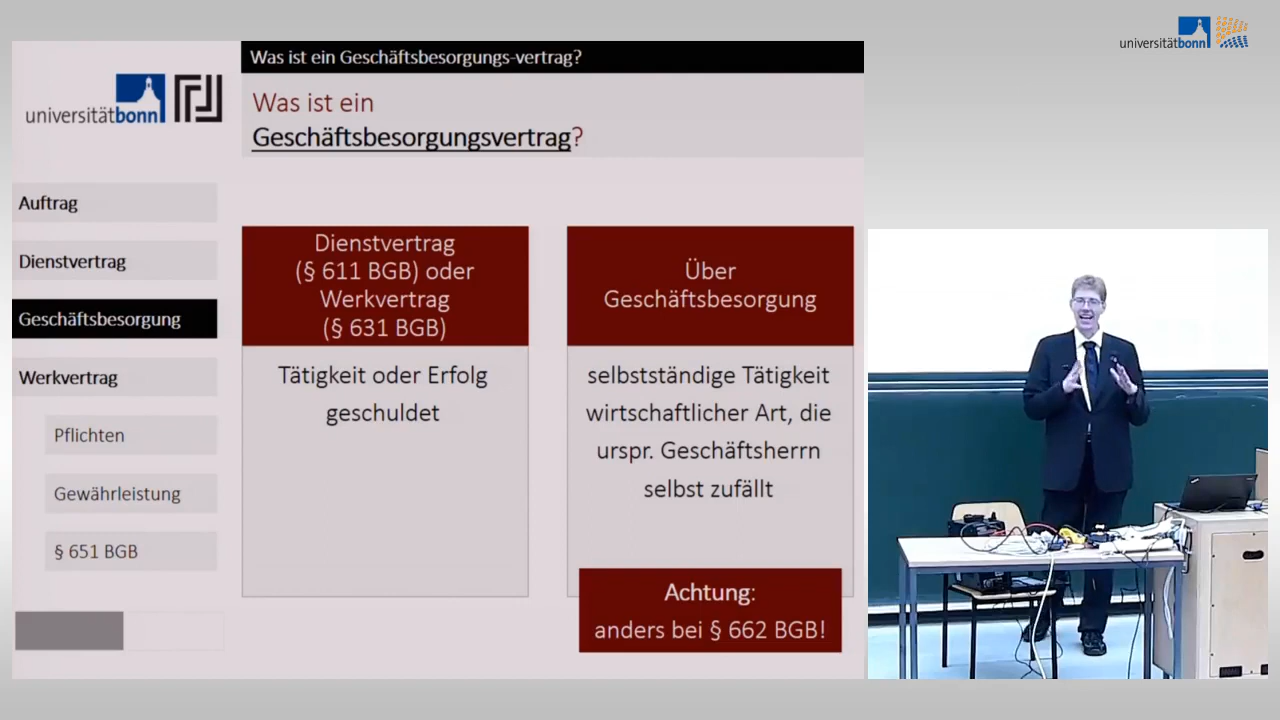 universitätbonn
Was ist ein Geschäftsbesorgungs-vertrag?
universitätbonn
Was ist ein
Geschäftsbesorgungsvertrag?
Auftrag
Dienstvertrag
Geschäftsbesorgung
Werkvertrag
Pflichten
Gewährleistung
§ 651 BGB
Dienstvertrag
(§ 611 BGB) oder
Werkvertrag
(§ 631 BGB)
Tätigkeit oder Erfolg
geschuldet
Über
Geschäftsbesorgung
selbstständige Tätigkeit
wirtschaftlicher Art, die
urspr. Geschäftsherrn
selbst zufällt
Achtung:
anders bei § 662 BGB!